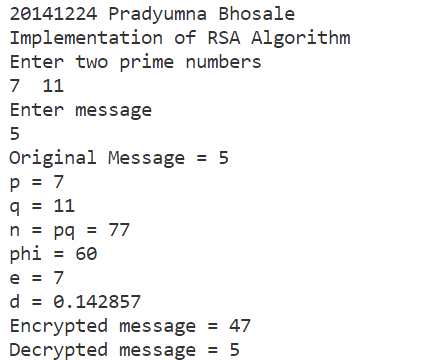 20141224 Pradyumna Bhosale
Implementation of RSA Algorithm
Enter two prime numbers
7  11
Enter message
5
Original Message = 5
p = 7
q = 11
n = pq = 77
phi = 60
e = 7
d = 0.142857
Encrypted message = 47
Decrypted message = 5